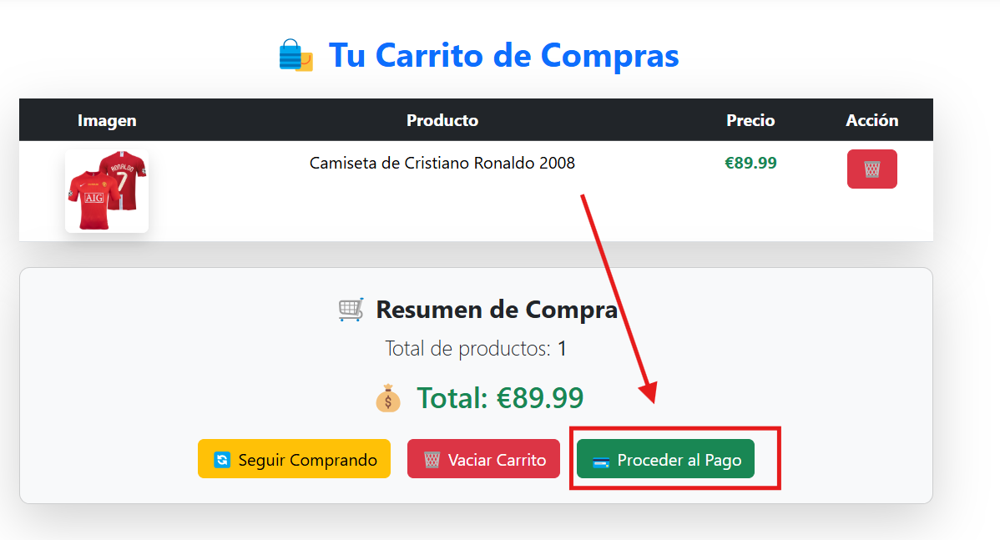 Tu Carrito de Compras
Imagen Producto Precio Acción
Camiseta de Cristiano Ronaldo 2008 €89.99
RONALDO
7
AIG
Resumen de Compra
Total de productos: 1
Total: €89.99
Seguir Comprando Vaciar Carrito Proceder al Pago